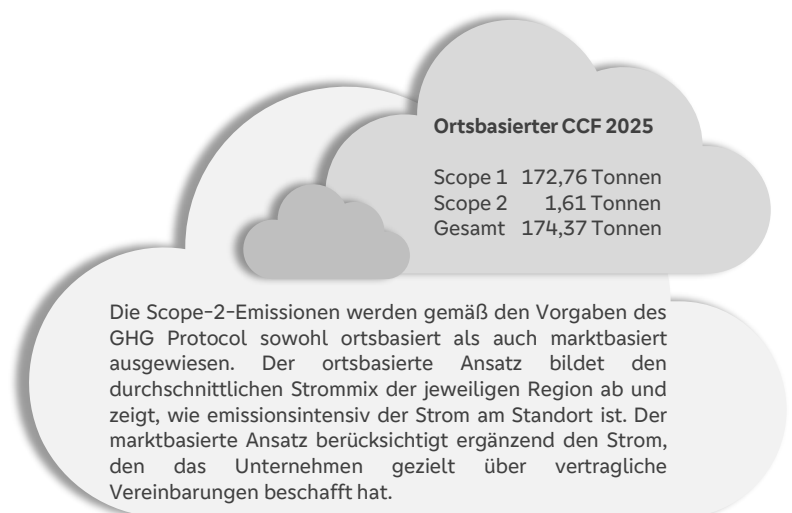 Ortsbasierter CCF 2025
Scope 1 172,76 Tonnen
Scope 2 1,61 Tonnen
Gesamt 174,37 Tonnen
Die Scope-2-Emissionen werden gemäß den Vorgaben des
GHG Protocol sowohl ortsbasiert als auch marktbasiert
ausgewiesen. Der ortsbasierte Ansatz bildet den
durchschnittlichen Strommix der jeweiligen Region ab und
zeigt, wie emissionsintensiv der Strom am Standort ist. Der
marktbasierte Ansatz berücksichtigt ergänzend den Strom,
den das Unternehmen gezielt über vertragliche
Vereinbarungen beschafft hat.